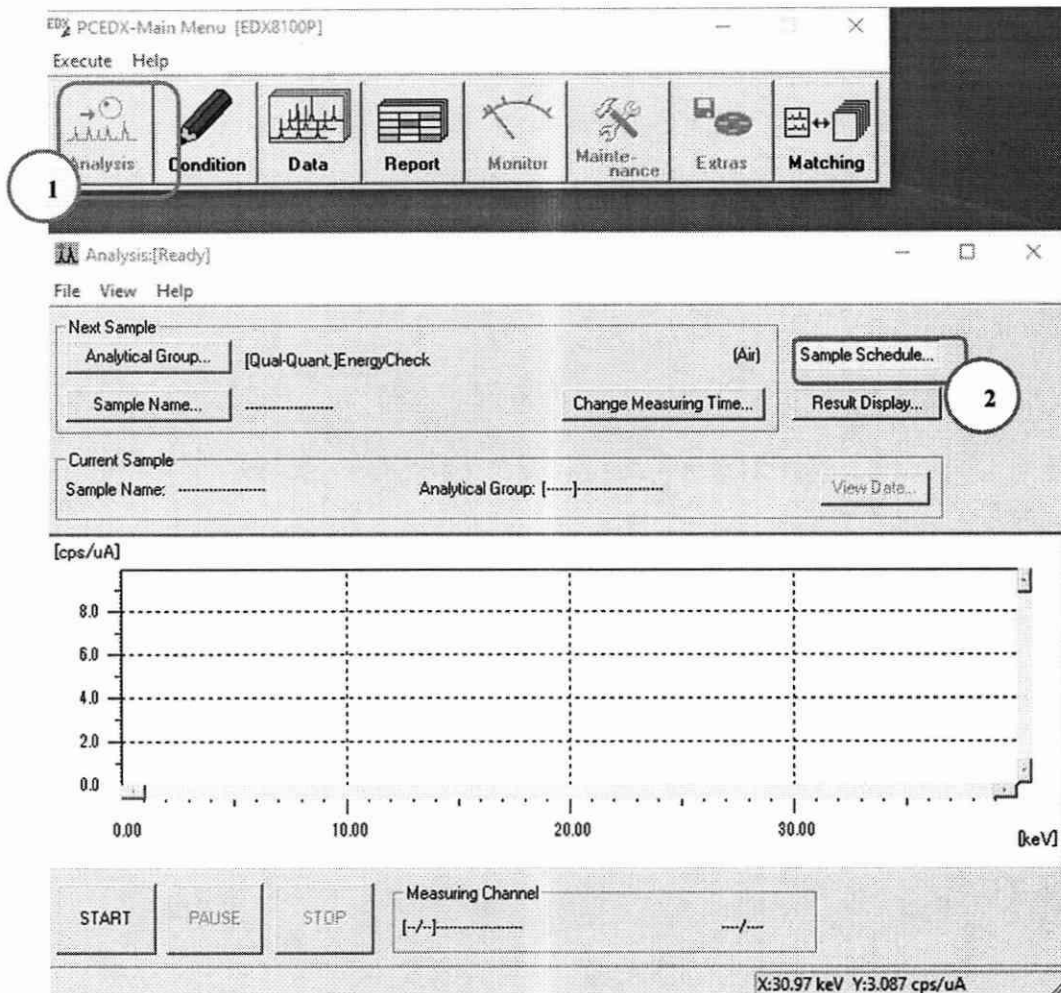 EDX PCEDX-Main Menu [EDX8100P]
Execute Help
Analysis Condition Data Report Monitor Mainte-nance Extras Matching
1
Analysis:[Ready]
File View Help
Next Sample
Analytical Group... [Qual-Quant.]EnergyCheck (Air) Sample Schedule...
Sample Name... ------------------ Change Measuring Time... Result Display... 2
Current Sample
Sample Name: ------------------ Analytical Group: [-----]------------------ View Data...
[cps/uA]
8.0
6.0
4.0
2.0
0.0
0.00 10.00 20.00 30.00
[keV]
START PAUSE STOP
Measuring Channel
[--/--]------------------ ----/----
X:30.97 keV Y:3.087 cps/uA